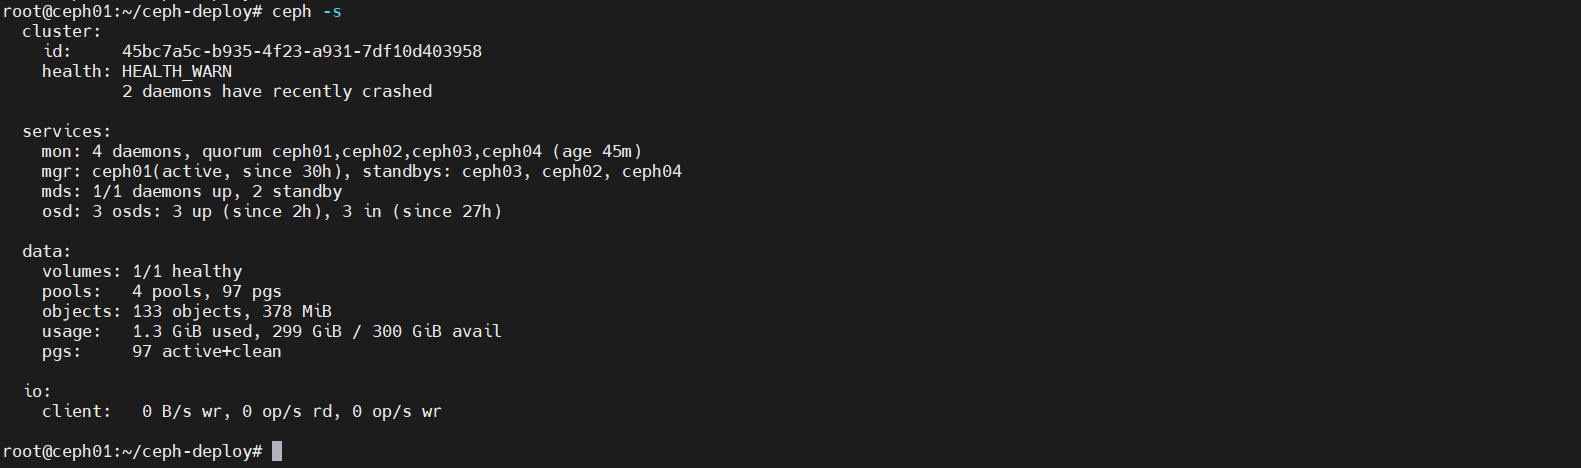 root@ceph01:~/ceph-deploy# ceph -s
  cluster:
    id:     45bc7a5c-b935-4f23-a931-7df10d403958
    health: HEALTH_WARN
            2 daemons have recently crashed

  services:
    mon: 4 daemons, quorum ceph01,ceph02,ceph03,ceph04 (age 45m)
    mgr: ceph01(active, since 30h), standbys: ceph03, ceph02, ceph04
    mds: 1/1 daemons up, 2 standby
    osd: 3 osds: 3 up (since 2h), 3 in (since 27h)

  data:
    volumes: 1/1 healthy
    pools:   4 pools, 97 pgs
    objects: 133 objects, 378 MiB
    usage:   1.3 GiB used, 299 GiB / 300 GiB avail
    pgs:     97 active+clean

  io:
    client:   0 B/s wr, 0 op/s rd, 0 op/s wr

root@ceph01:~/ceph-deploy#